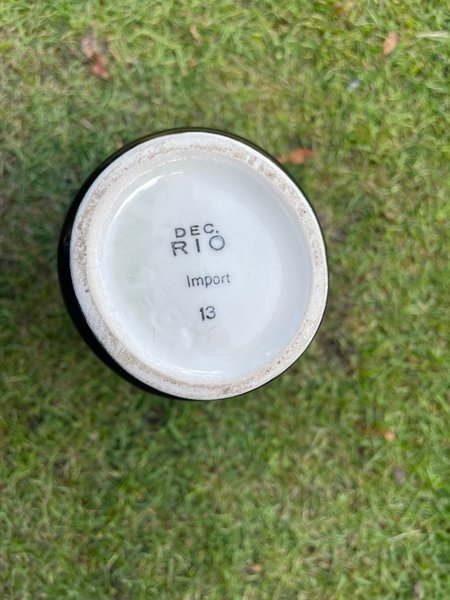 DEC.
RIO
Import
13